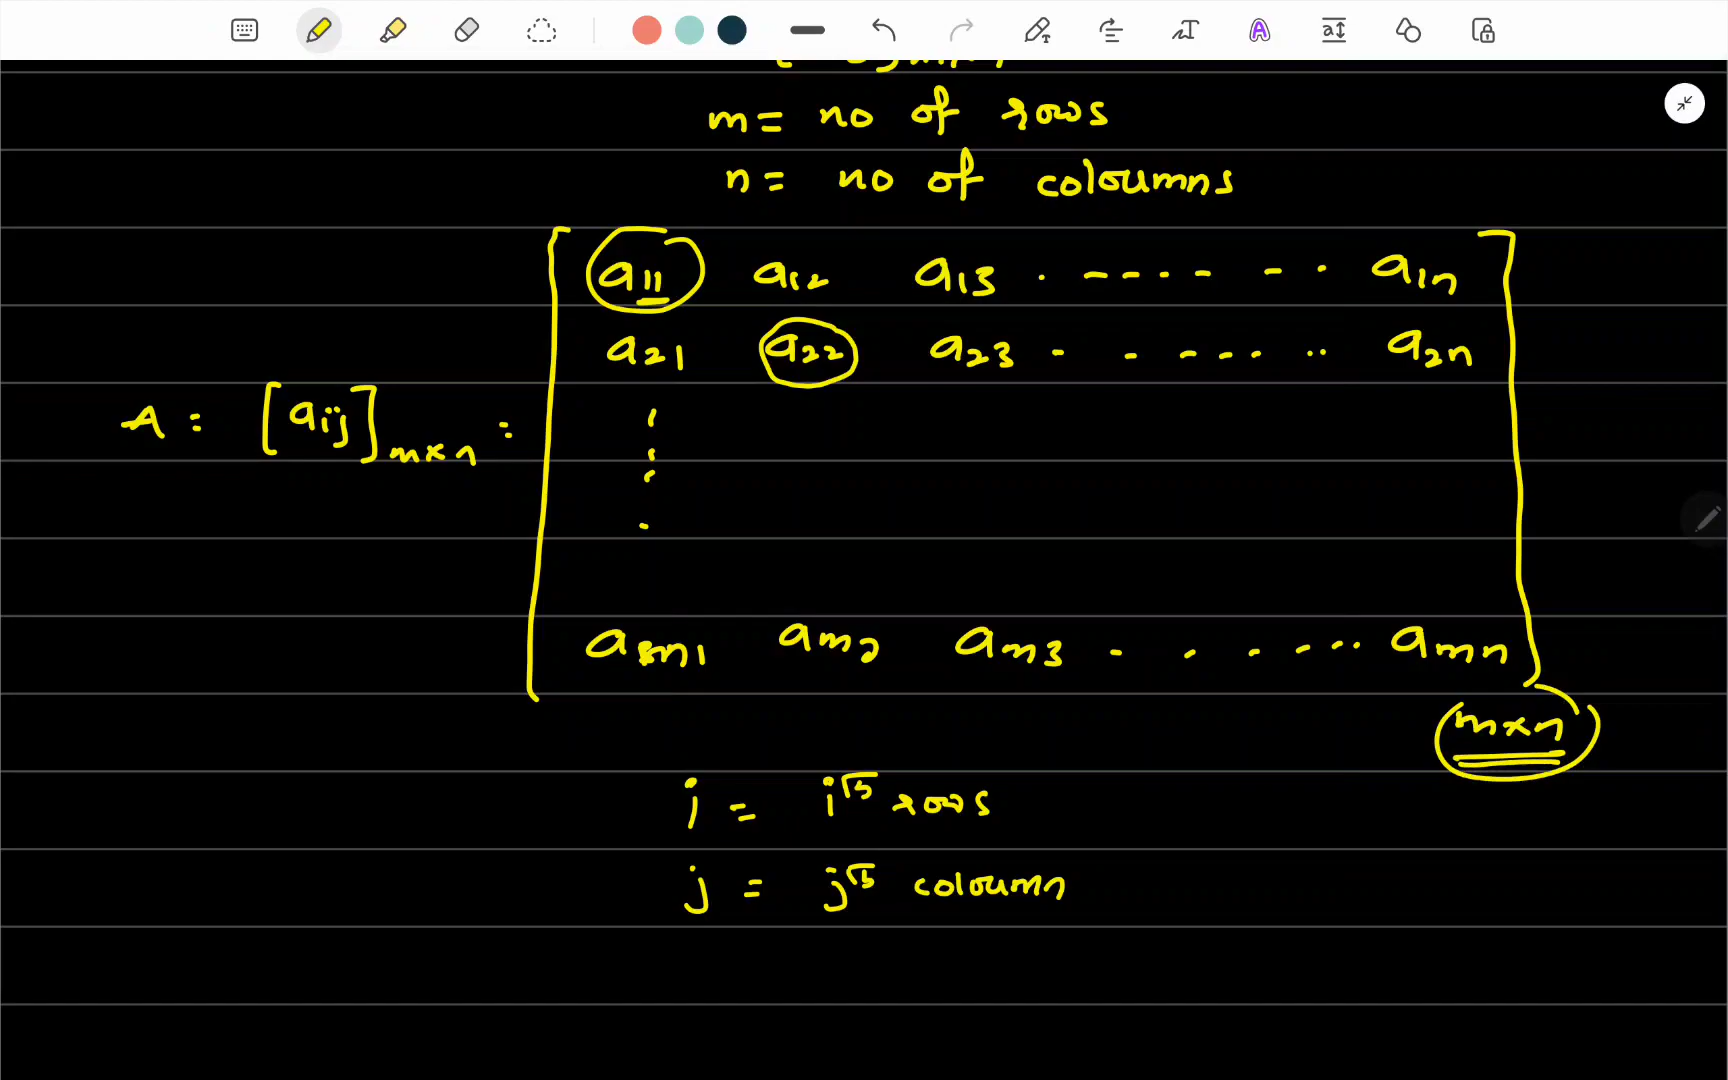 m = no of rows
n = no of coloumns
a11 a12 a13 . - - - - - - . a1n
a21 a22 a23 - - - - - - .. a2n
A = [aij]m×n =
am1 am2 am3 - . - - - .. amn
(m×n)
i = ith rows
j = jth coloumn